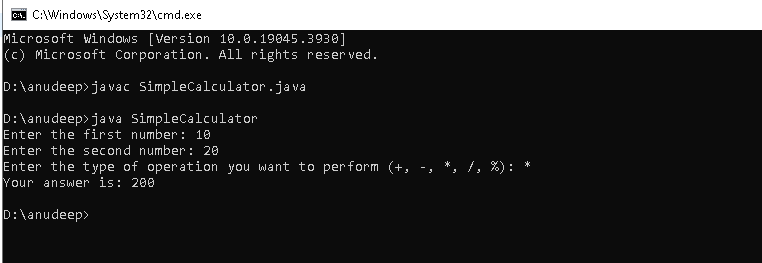 C:\Windows\System32\cmd.exe
Microsoft Windows [Version 10.0.19045.3930]
(c) Microsoft Corporation. All rights reserved.
D:\anudeep>javac SimpleCalculator.java
D:\anudeep>java SimpleCalculator
Enter the first number: 10
Enter the second number: 20
Enter the type of operation you want to perform (+, -, *, /, %): *
Your answer is: 200
D:\anudeep>